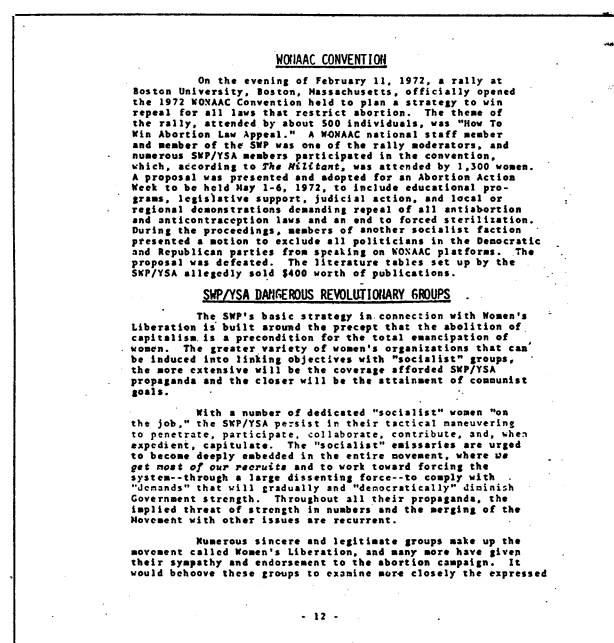 WONAAC CONVENTION
On the evening of February 11, 1972, a rally at
Boston University, Boston, Massachusetts, officially opened
the 1972 WONAAC Convention held to plan a strategy to win
repeal for all laws that restrict abortion. The theme of
the rally, attended by about 500 individuals, was "How To
Win Abortion Law Appeal." A WONAAC national staff member
and member of the SWP was one of the rally moderators, and
numerous SWP/YSA members participated in the convention,
which, according to The Militant, was attended by 1,300 women.
A proposal was presented and adopted for an Abortion Action
Week to be held May 1-6, 1972, to include educational pro-
grams, legislative support, judicial action, and local or
regional demonstrations demanding repeal of all antiabortion
and anticontraception laws and an end to forced sterilization.
During the proceedings, members of another socialist faction
presented a motion to exclude all politicians in the Democratic
and Republican parties from speaking on WONAAC platforms. The
proposal was defeated. The literature tables set up by the
SWP/YSA allegedly sold $400 worth of publications.
SWP/YSA DANGEROUS REVOLUTIONARY GROUPS
The SWP's basic strategy in connection with Women's
Liberation is built around the precept that the abolition of
capitalism is a precondition for the total emancipation of
women. The greater variety of women's organizations that can
be induced into linking objectives with "socialist" groups,
the more extensive will be the coverage afforded SWP/YSA
propaganda and the closer will be the attainment of communist
goals.
With a number of dedicated "socialist" women "on
the job," the SWP/YSA persist in their tactical maneuvering
to penetrate, participate, collaborate, contribute, and, when
expedient, capitulate. The "socialist" emissaries are urged
to become deeply embedded in the entire movement, where we
get most of our recruits and to work toward forcing the
system--through a large dissenting force--to comply with
"demands" that will gradually and "democratically" diminish
Government strength. Throughout all their propaganda, the
implied threat of strength in numbers and the merging of the
Movement with other issues are recurrent.
Numerous sincere and legitimate groups make up the
movement called Women's Liberation, and many more have given
their sympathy and endorsement to the abortion campaign. It
would behoove these groups to examine more closely the expressed
- 12 -